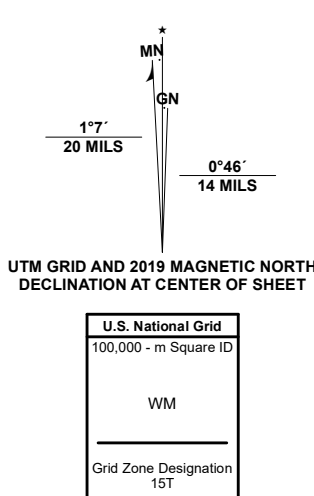 ★
MN
GN
1°7´
20 MILS
0°46´
14 MILS
UTM GRID AND 2019 MAGNETIC NORTH
DECLINATION AT CENTER OF SHEET
U.S. National Grid
100,000 - m Square ID
WM
Grid Zone Designation
15T